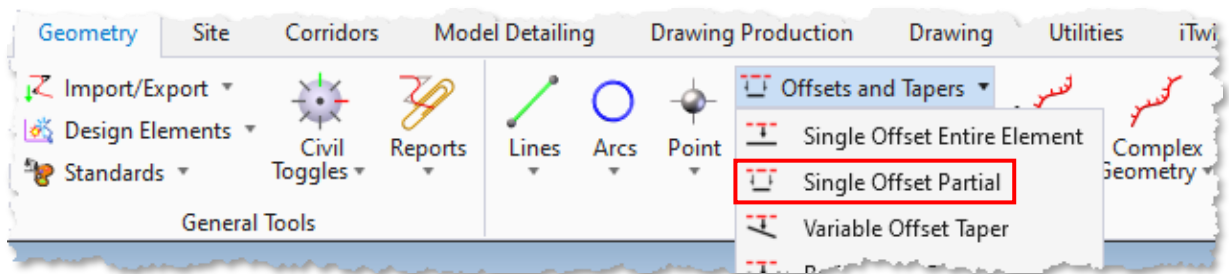 Geometry Site Corridors Model Detailing Drawing Production Drawing Utilities
Import/Export
Design Elements
Standards
Civil
Toggles
Reports
Lines
Arcs
Point
Offsets and Tapers
Single Offset Entire Element
Single Offset Partial
Variable Offset Taper
Complex
General Tools